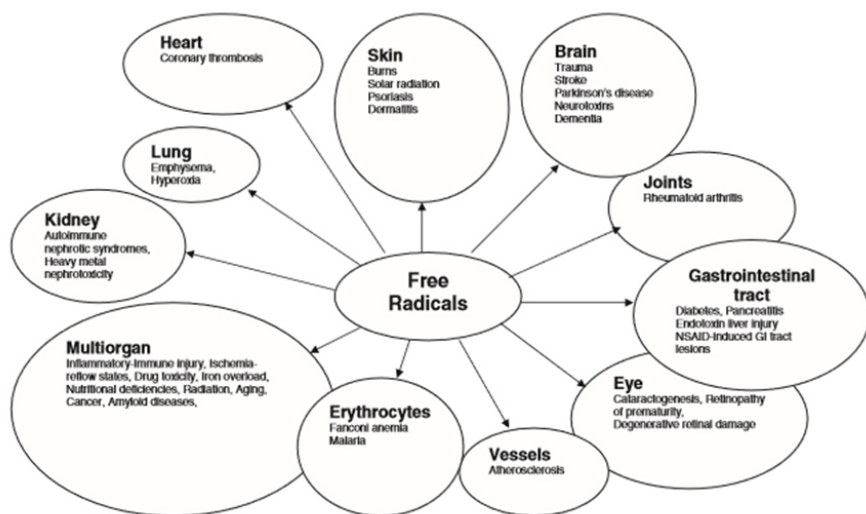 Heart
Coronary thrombosis
Skin
Burns
Solar radiation
Psoriasis
Dermatitis
Brain
Trauma
Stroke
Parkinson's disease
Neurotoxins
Dementia
Lung
Emphysema,
Hyperoxia
Joints
Rheumatoid arthritis
Kidney
Autoimmune
nephrotic syndromes,
Heavy metal
nephrotoxicity
Free
Radicals
Gastrointestinal
tract
Diabetes, Pancreatitis
Endotoxin liver injury
NSAID-induced GI tract
lesions
Multiorgan
Inflammatory-immune injury, Ischemia-
reflow states, Drug toxicity, Iron overload,
Nutritional deficiencies, Radiation, Aging,
Cancer, Amyloid diseases,
Erythrocytes
Fanconi anemia
Malaria
Vessels
Atherosclerosis
Eye
Cataractogenesis, Retinopathy
of prematurity,
Degenerative retinal damage